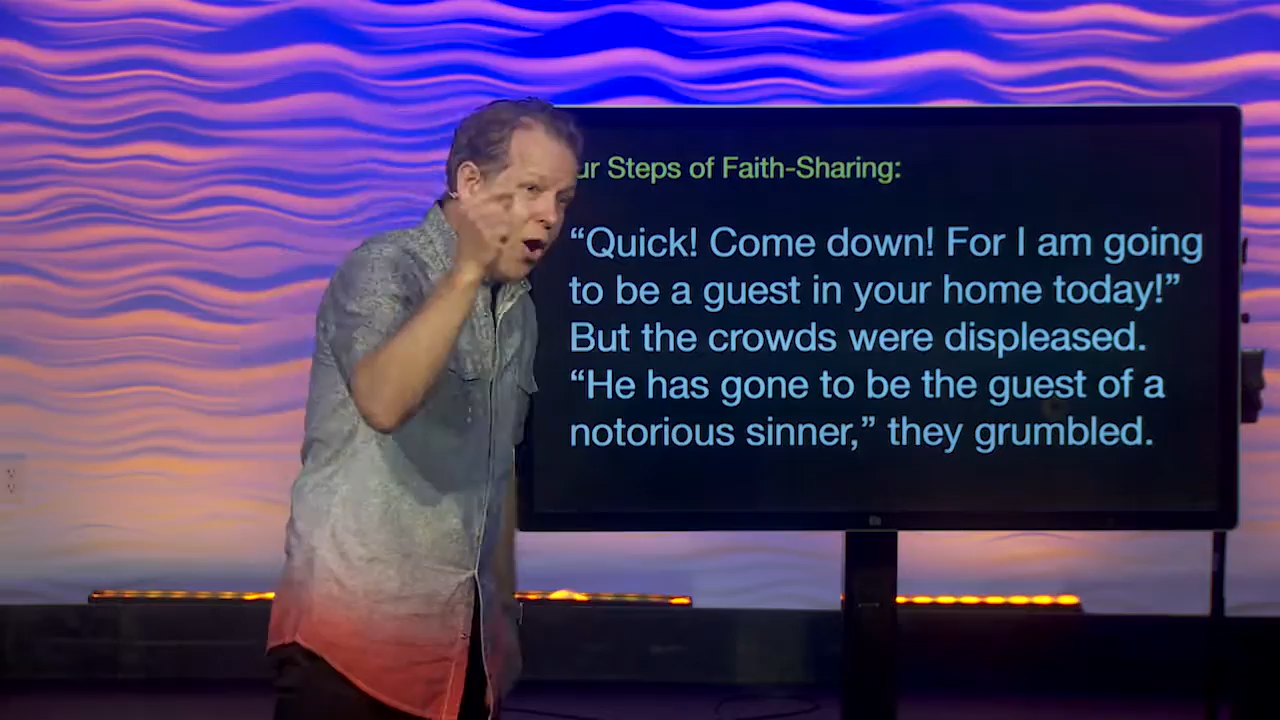 ur Steps of Faith-Sharing:
“Quick! Come down! For I am going
to be a guest in your home today!”
But the crowds were displeased.
“He has gone to be the guest of a
notorious sinner,” they grumbled.